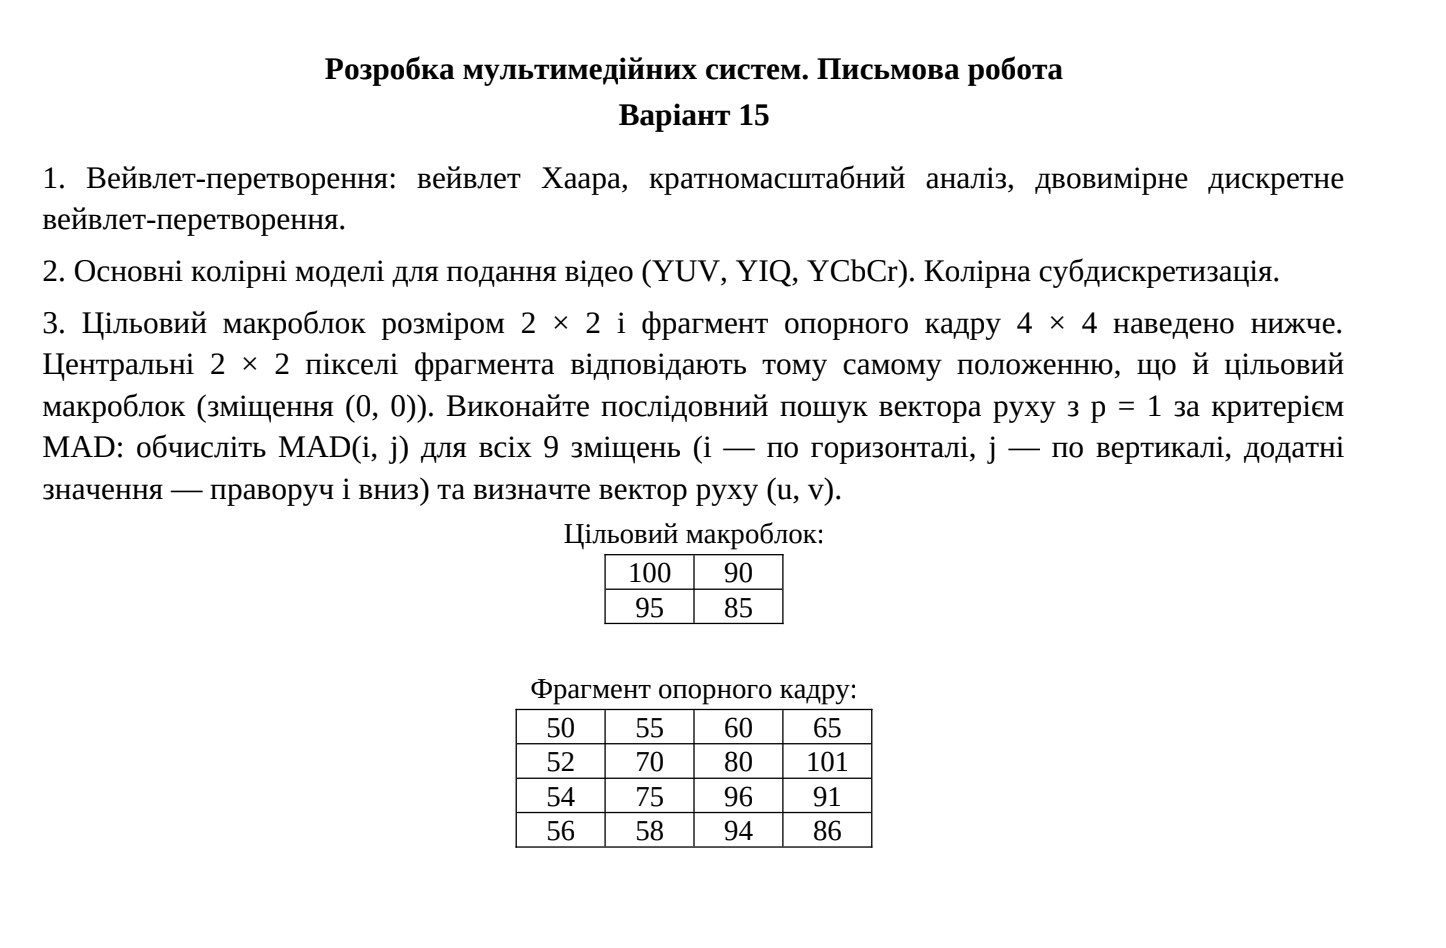 Розробка мультимедійних систем. Письмова робота
Варіант 15
1. Вейвлет-перетворення: вейвлет Хаара, кратномасштабний аналіз, двовимірне дискретне
вейвлет-перетворення.
2. Основні колірні моделі для подання відео (YUV, YIQ, YCbCr). Колірна субдискретизація.
3. Цільовий макроблок розміром 2 × 2 і фрагмент опорного кадру 4 × 4 наведено нижче.
Центральні 2 × 2 пікселі фрагмента відповідають тому самому положенню, що й цільовий
макроблок (зміщення (0, 0)). Виконайте послідовний пошук вектора руху з p = 1 за критерієм
MAD: обчисліть MAD(i, j) для всіх 9 зміщень (i — по горизонталі, j — по вертикалі, додатні
значення — праворуч і вниз) та визначте вектор руху (u, v).
Цільовий макроблок:
100 90
95 85
Фрагмент опорного кадру:
50 55 60 65
52 70 80 101
54 75 96 91
56 58 94 86